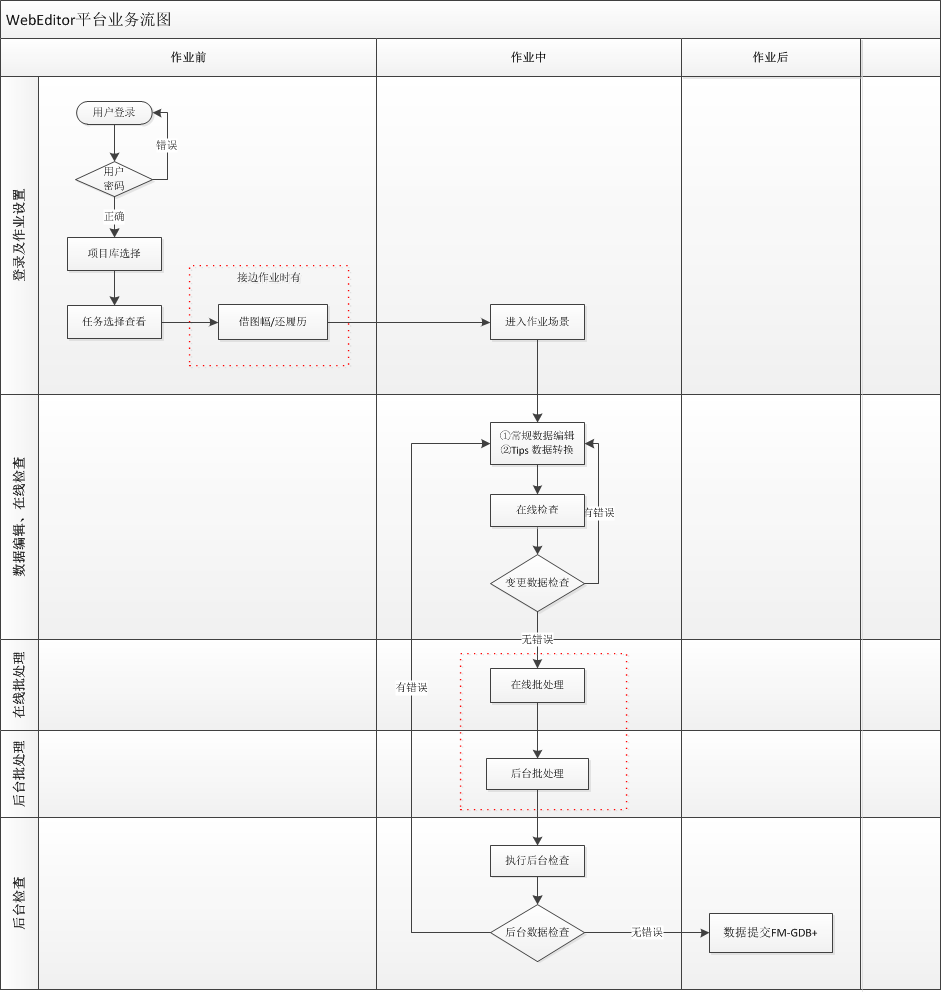 WebEditor平台业务流图
作业前
作业中
作业后
登录及作业设置
用户登录
错误
用户
密码
正确
项目库选择
接边作业时有
任务选择查看
借图幅/还履历
进入作业场景
数据编辑、在线检查
①常规数据编辑
②Tips 数据转换
在线检查
有错误
变更数据检查
无错误
在线批处理
在线批处理
有错误
后台批处理
后台批处理
后台检查
执行后台检查
后台数据检查
无错误
数据提交FM-GDB+